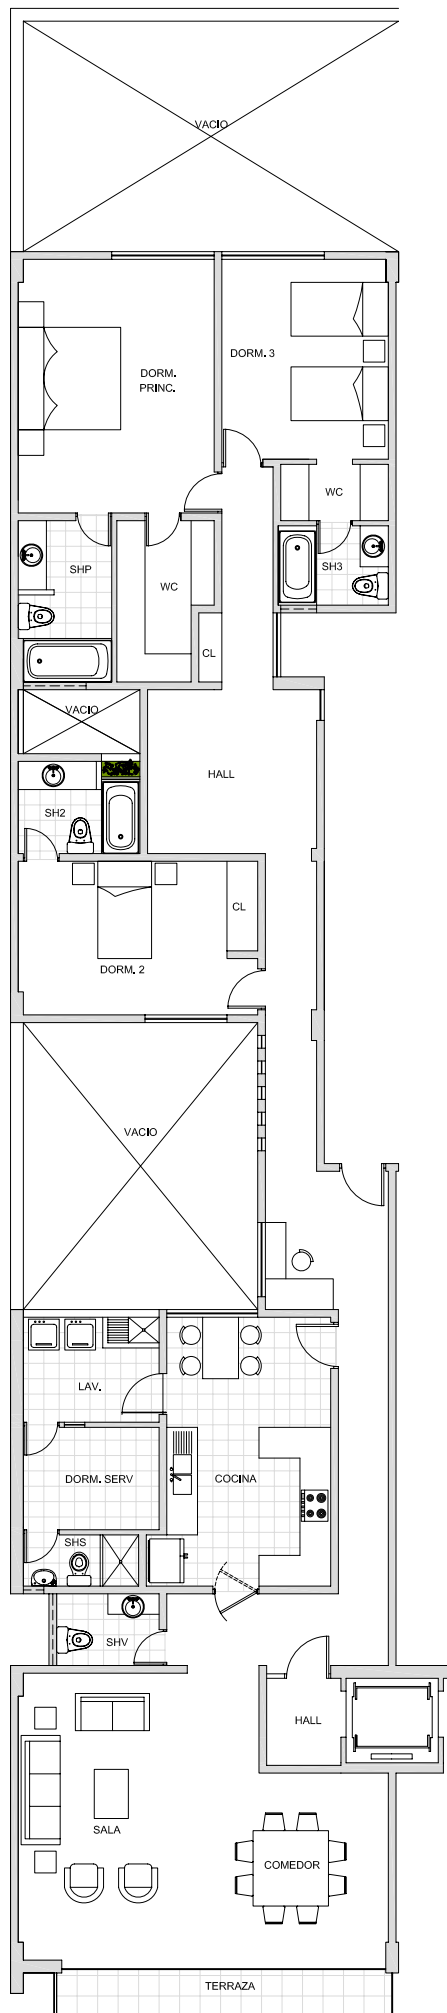 VACIO
DORM. 3
DORM.
PRINC.
WC
SHP
SH3
WC
CL
VACIO
HALL
SH2
CL
DORM. 2
VACIO
LAV.
DORM. SERV
COCINA
SHS
SHV
HALL
SALA
COMEDOR
TERRAZA